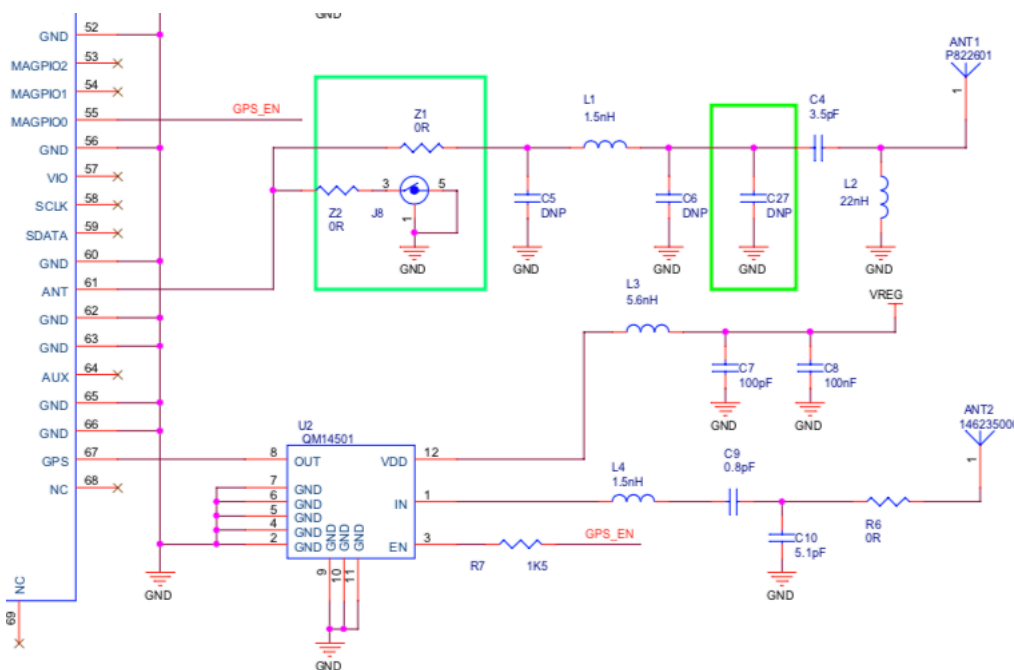 GND
GND 52
MAGPIO2 53
MAGPIO1 54
MAGPIO0 55 GPS_EN
GND 56
VIO 57
SCLK 58
SDATA 59
GND 60
ANT 61
GND 62
GND 63
AUX 64
GND 65
GND 66
GPS 67
NC 68
NC
69
GND
Z1
0R
Z2
0R
J8
3
5
1
GND
C5
DNP
GND
L1
1.5nH
C6
DNP
GND
C27
DNP
GND
C4
3.5pF
L2
22nH
GND
ANT1
P822601
1
L3
5.6nH
VREG
C7
100pF
GND
C8
100nF
GND
U2
QM14501
8 OUT VDD 12
7 GND
6 GND
5 GND
4 GND
2 GND
IN 1
EN 3
GND GND GND
9 10 11
GND
R7 1K5
GPS_EN
L4
1.5nH
C9
0.8pF
C10
5.1pF
GND
R6
0R
ANT2
146235000
1